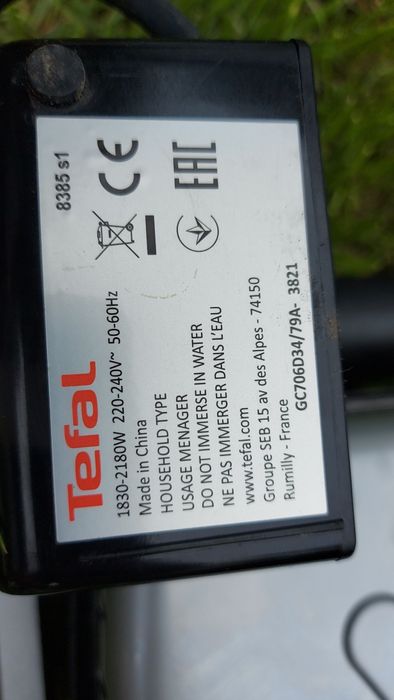 Tefal
1830-2180W 220-240V~ 50-60Hz
Made in China
HOUSEHOLD TYPE
USAGE MENAGER
DO NOT IMMERSE IN WATER
NE PAS IMMERGER DANS L'EAU
www.tefal.com
Groupe SEB 15 av des Alpes - 74150
Rumilly - France
GC706D34/79A- 3821
8385 s1
CE
EAC